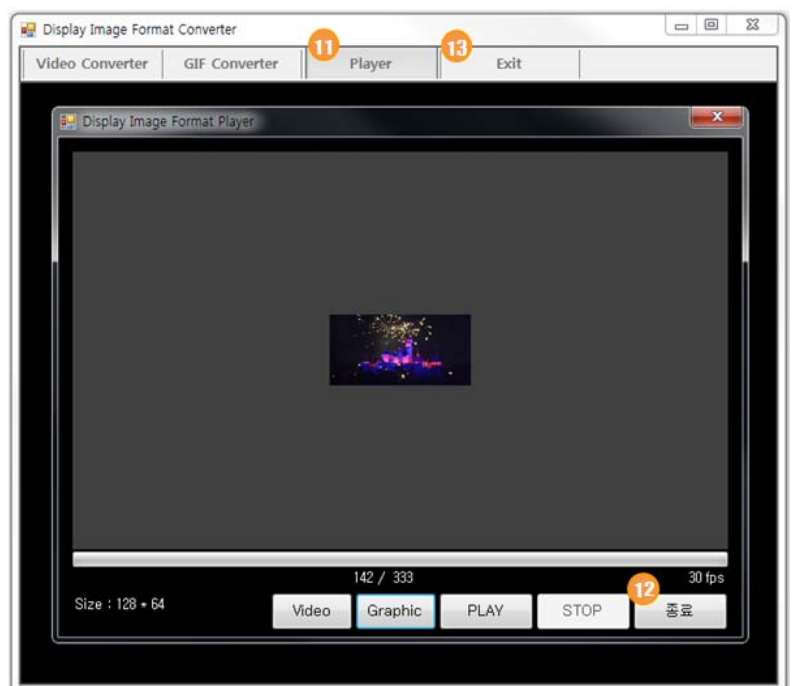 Display Image Format Converter
11
13
Video Converter
GIF Converter
Player
Exit
Display Image Format Player
142 / 333
30 fps
12
Size : 128 * 64
Video
Graphic
PLAY
STOP
종료